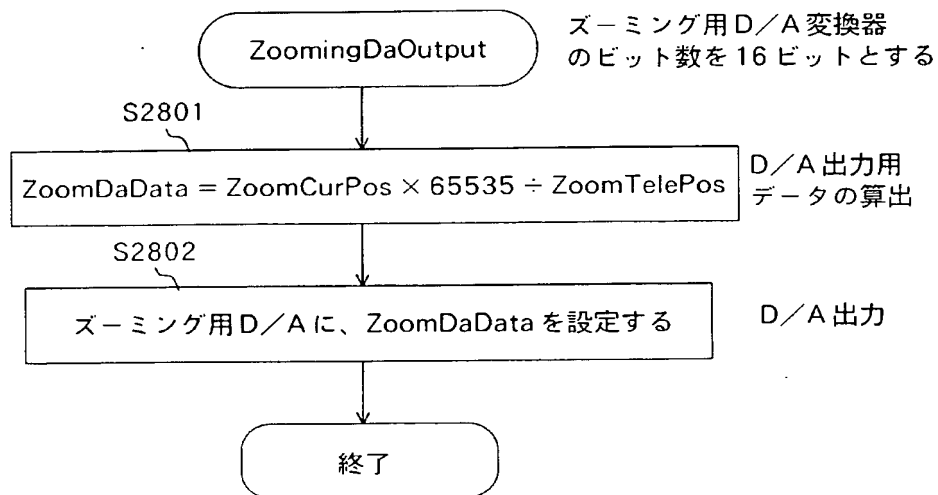 ZoomingDaOutput
ズーミング用D／A変換器
のビット数を16ビットとする
S2801
ZoomDaData = ZoomCurPos × 65535 ÷ ZoomTelePos
D／A出力用
データの算出
S2802
ズーミング用D／Aに、ZoomDaDataを設定する
D／A出力
終了